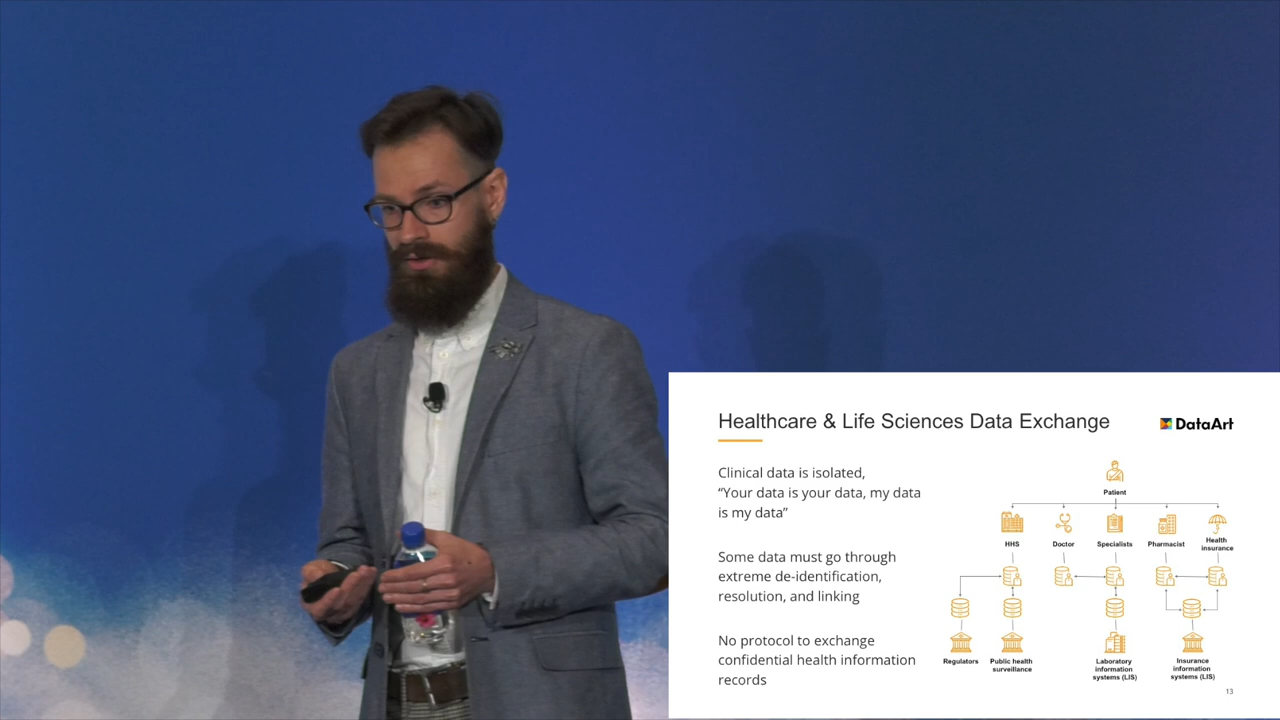 Healthcare & Life Sciences Data Exchange
DataArt
Clinical data is isolated,
“Your data is your data, my data
is my data”
Some data must go through
extreme de-identification,
resolution, and linking
No protocol to exchange
confidential health information
records
Patient
HHS
Doctor
Specialists
Pharmacist
Health
insurance
Regulators
Public health
surveillance
Laboratory
information
systems (LIS)
Insurance
information
systems (LIS)
13